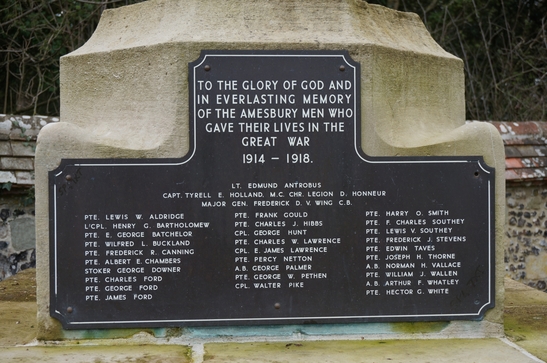 TO THE GLORY OF GOD AND
IN EVERLASTING MEMORY
OF THE AMESBURY MEN WHO
GAVE THEIR LIVES IN THE
GREAT WAR
1914 – 1918.
LT. EDMUND ANTROBUS
CAPT. TYRELL E. HOLLAND, M.C. CHR. LEGION D. HONNEUR
MAJOR GEN. FREDERICK D. V. WING C.B.
PTE. LEWIS W. ALDRIDGE
L'CPL. HENRY G. BARTHOLOMEW
PTE. E. GEORGE BATCHELOR
PTE. WILFRED L. BUCKLAND
PTE. FREDERICK R. CANNING
PTE. ALBERT E. CHAMBERS
STOKER GEORGE DOWNER
PTE. CHARLES FORD
PTE. GEORGE FORD
PTE. JAMES FORD
PTE. FRANK GOULD
PTE. CHARLES J. HIBBS
CPL. GEORGE HUNT
PTE. CHARLES W. LAWRENCE
CPL. E. JAMES LAWRENCE
PTE. PERCY NETTON
A.B. GEORGE PALMER
PTE. GEORGE W. PETHEN
CPL. WALTER PIKE
PTE. HARRY O. SMITH
PTE. F. CHARLES SOUTHEY
PTE. LEWIS V. SOUTHEY
PTE. FREDERICK J. STEVENS
PTE. EDWIN TAVES
PTE. JOSEPH H. THORNE
A.B. NORMAN H. VALLACE
PTE. WILLIAM J. WALLEN
A.B. ARTHUR F. WHATLEY
PTE. HECTOR G. WHITE